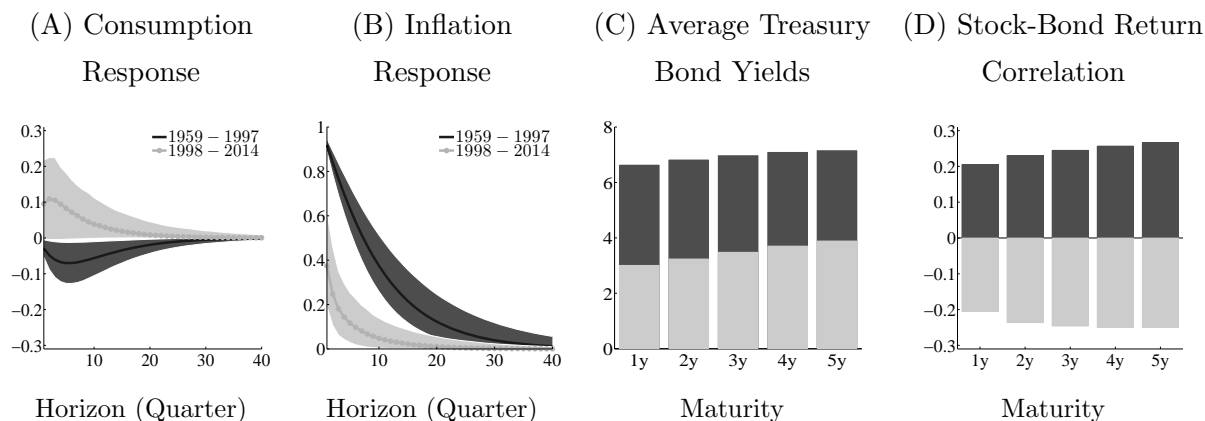 (A) Consumption
Response
0.3
0.2
0.1
0
−0.1
−0.2
−0.3
10 20 30 40
1959 − 1997
1998 − 2014
Horizon (Quarter)
(B) Inflation
Response
1
0.8
0.6
0.4
0.2
0
10 20 30 40
1959 − 1997
1998 − 2014
Horizon (Quarter)
(C) Average Treasury
Bond Yields
8
6
4
2
0
1y 2y 3y 4y 5y
Maturity
(D) Stock-Bond Return
Correlation
0.3
0.2
0.1
0
−0.1
−0.2
−0.3
1y 2y 3y 4y 5y
Maturity